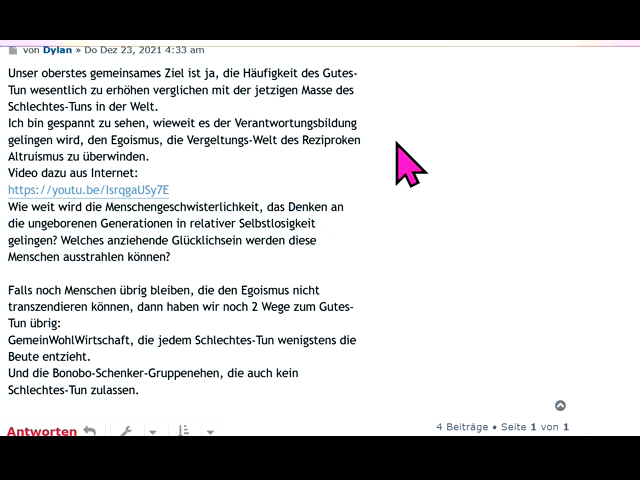 von Dylan » Do Dez 23, 2021 4:33 am
Unser oberstes gemeinsames Ziel ist ja, die Häufigkeit des Gutes-
Tun wesentlich zu erhöhen verglichen mit der jetzigen Masse des
Schlechtes-Tuns in der Welt.
Ich bin gespannt zu sehen, wieweit es der Verantwortungsbildung
gelingen wird, den Egoismus, die Vergeltungs-Welt des Reziproken
Altruismus zu überwinden.
Video dazu aus Internet:
https://youtu.be/IsrqgaUSy7E
Wie weit wird die Menschengeschwisterlichkeit, das Denken an
die ungeborenen Generationen in relativer Selbstlosigkeit
gelingen? Welches anziehende Glücklichsein werden diese
Menschen ausstrahlen können?
Falls noch Menschen übrig bleiben, die den Egoismus nicht
transzendieren können, dann haben wir noch 2 Wege zum Gutes-
Tun übrig:
GemeinWohlWirtschaft, die jedem Schlechtes-Tun wenigstens die
Beute entzieht.
Und die Bonobo-Schenker-Gruppenehen, die auch kein
Schlechtes-Tun zulassen.
Antworten
4 Beiträge • Seite 1 von 1